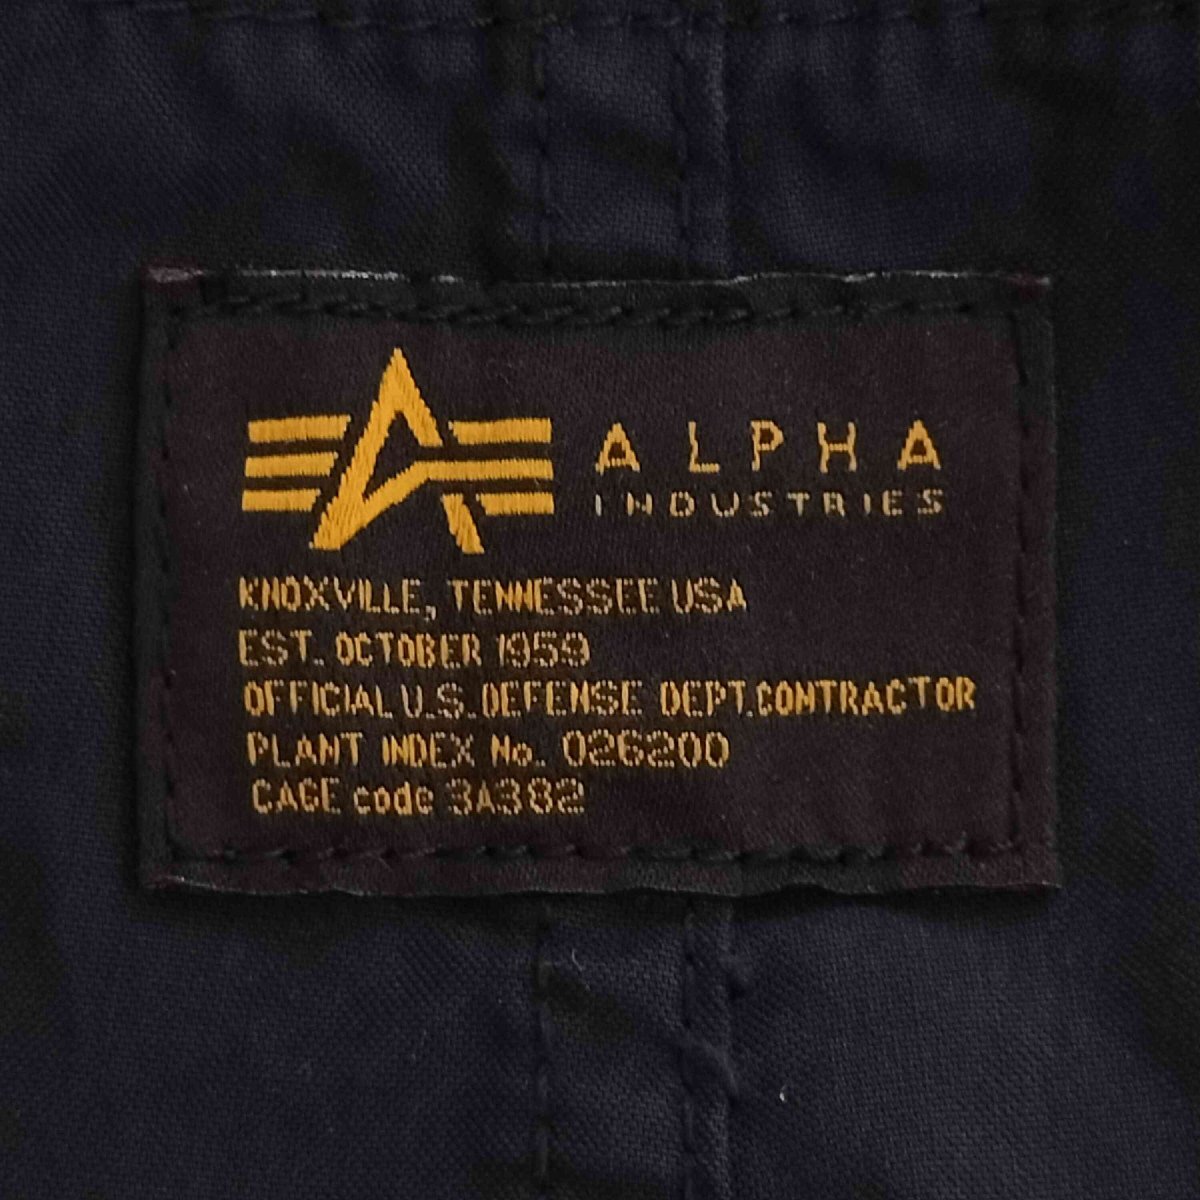 ALPHA
INDUSTRIES
KNOXVILLE, TENNESSEE USA
EST. OCTOBER 1959
OFFICIAL U.S. DEFENSE DEPT. CONTRACTOR
PLANT INDEX No. 026200
CAGE code 3A382